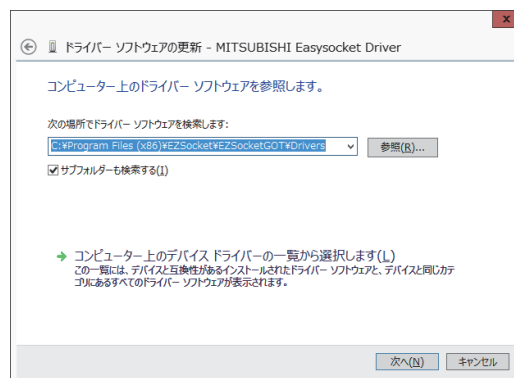 x
ドライバー ソフトウェアの更新 - MITSUBISHI Easysocket Driver
コンピューター上のドライバー ソフトウェアを参照します。
次の場所でドライバー ソフトウェアを検索します:
C:¥Program Files (x86)¥EZSocket¥EZSocketGOT¥Drivers
参照(R)...
サブフォルダーも検索する(I)
コンピューター上のデバイス ドライバーの一覧から選択します(L)
この一覧には、デバイスと互換性があるインストールされたドライバー ソフトウェアと、デバイスと同じカテ
ゴリにあるすべてのドライバー ソフトウェアが表示されます。
次へ(N)
キャンセル